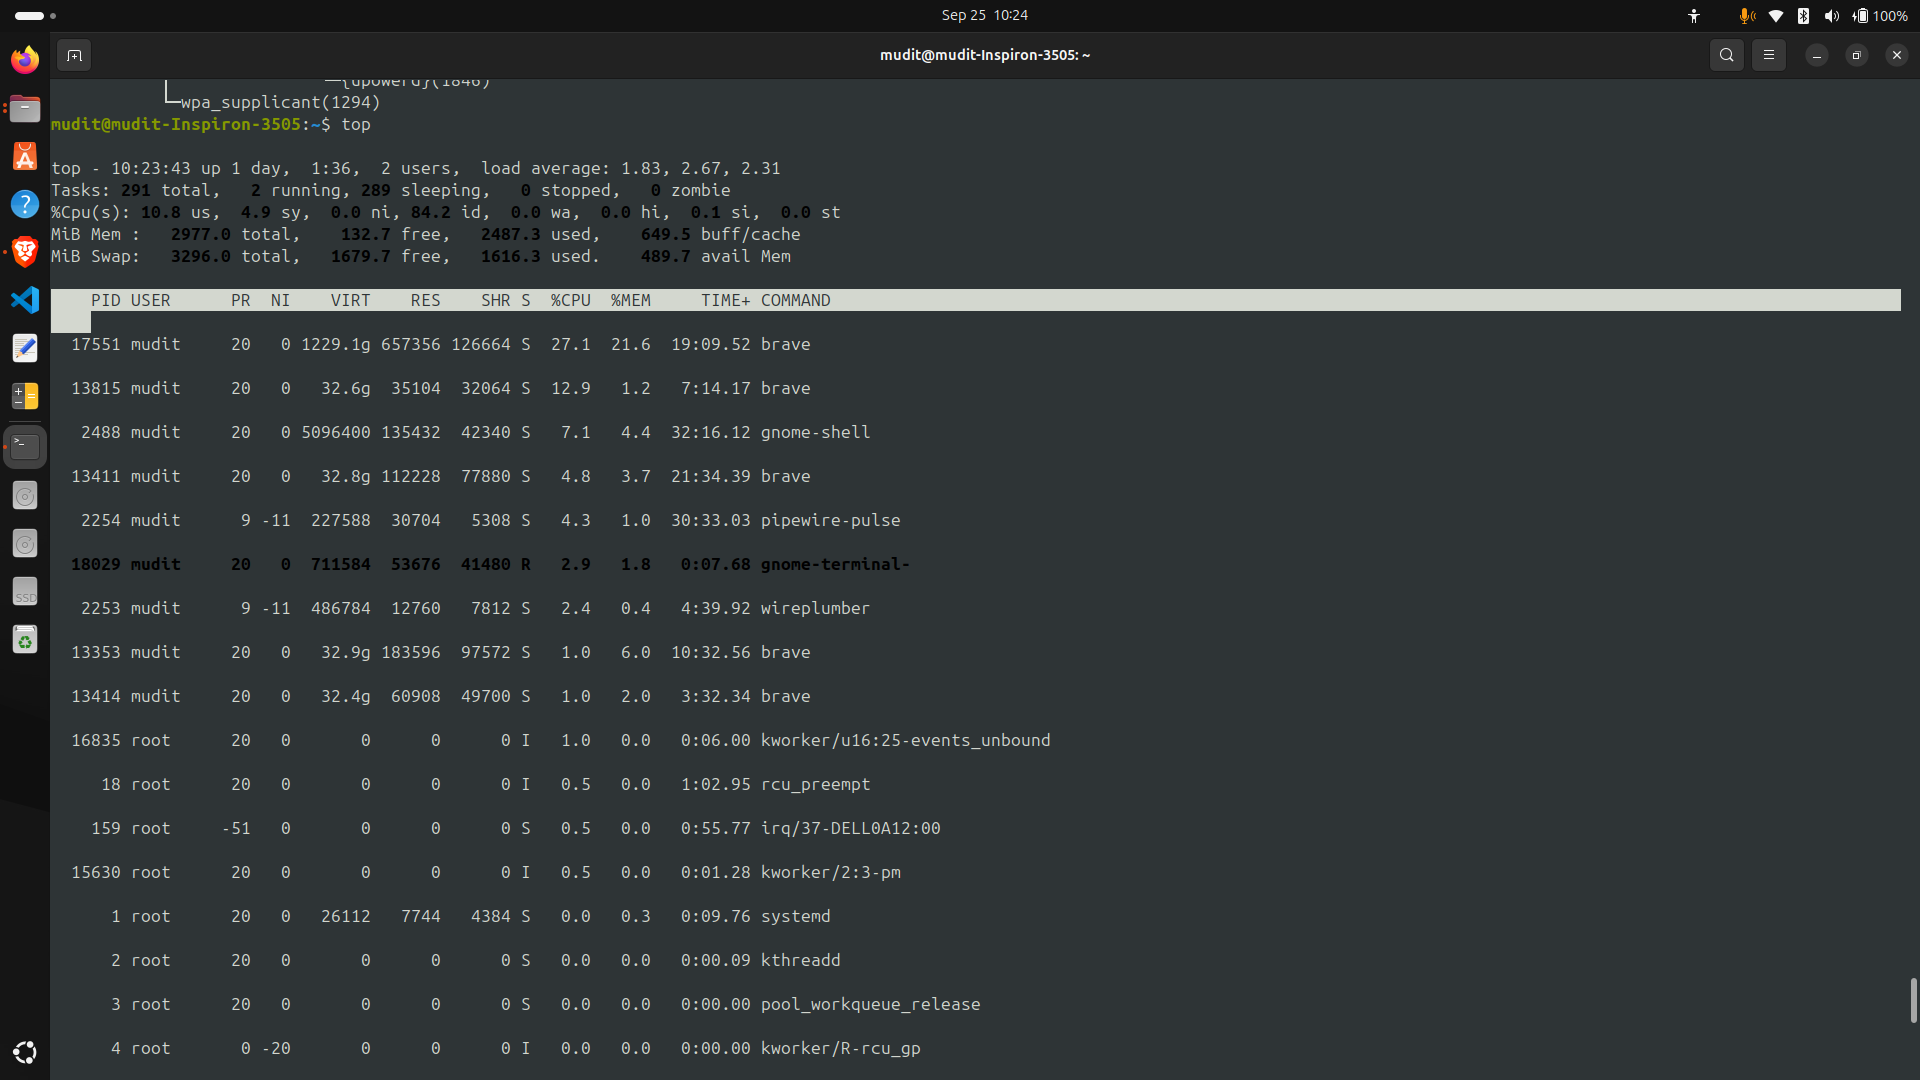 Sep 25 10:24
100%
mudit@mudit-Inspiron-3505: ~
{upowerd}(1846)
wpa_supplicant(1294)
mudit@mudit-Inspiron-3505:~$ top
top - 10:23:43 up 1 day,  1:36,  2 users,  load average: 1.83, 2.67, 2.31
Tasks: 291 total,   2 running, 289 sleeping,   0 stopped,   0 zombie
%Cpu(s): 10.8 us,  4.9 sy,  0.0 ni, 84.2 id,  0.0 wa,  0.0 hi,  0.1 si,  0.0 st
MiB Mem :   2977.0 total,    132.7 free,   2487.3 used,    649.5 buff/cache
MiB Swap:   3296.0 total,   1679.7 free,   1616.3 used.    489.7 avail Mem
PID USER      PR  NI    VIRT    RES    SHR S  %CPU  %MEM     TIME+ COMMAND
17551 mudit     20   0 1229.1g 657356 126664 S  27.1  21.6  19:09.52 brave
13815 mudit     20   0   32.6g  35104  32064 S  12.9   1.2   7:14.17 brave
2488 mudit     20   0 5096400 135432  42340 S   7.1   4.4  32:16.12 gnome-shell
13411 mudit     20   0   32.8g 112228  77880 S   4.8   3.7  21:34.39 brave
2254 mudit      9 -11  227588  30704   5308 S   4.3   1.0  30:33.03 pipewire-pulse
18029 mudit     20   0  711584  53676  41480 R   2.9   1.8   0:07.68 gnome-terminal-
2253 mudit      9 -11  486784  12760   7812 S   2.4   0.4   4:39.92 wireplumber
13353 mudit     20   0   32.9g 183596  97572 S   1.0   6.0  10:32.56 brave
13414 mudit     20   0   32.4g  60908  49700 S   1.0   2.0   3:32.34 brave
16835 root      20   0       0      0      0 I   1.0   0.0   0:06.00 kworker/u16:25-events_unbound
18 root      20   0       0      0      0 I   0.5   0.0   1:02.95 rcu_preempt
159 root     -51   0       0      0      0 S   0.5   0.0   0:55.77 irq/37-DELL0A12:00
15630 root      20   0       0      0      0 I   0.5   0.0   0:01.28 kworker/2:3-pm
1 root      20   0   26112   7744   4384 S   0.0   0.3   0:09.76 systemd
2 root      20   0       0      0      0 S   0.0   0.0   0:00.09 kthreadd
3 root      20   0       0      0      0 S   0.0   0.0   0:00.00 pool_workqueue_release
4 root       0 -20       0      0      0 I   0.0   0.0   0:00.00 kworker/R-rcu_gp
SSD